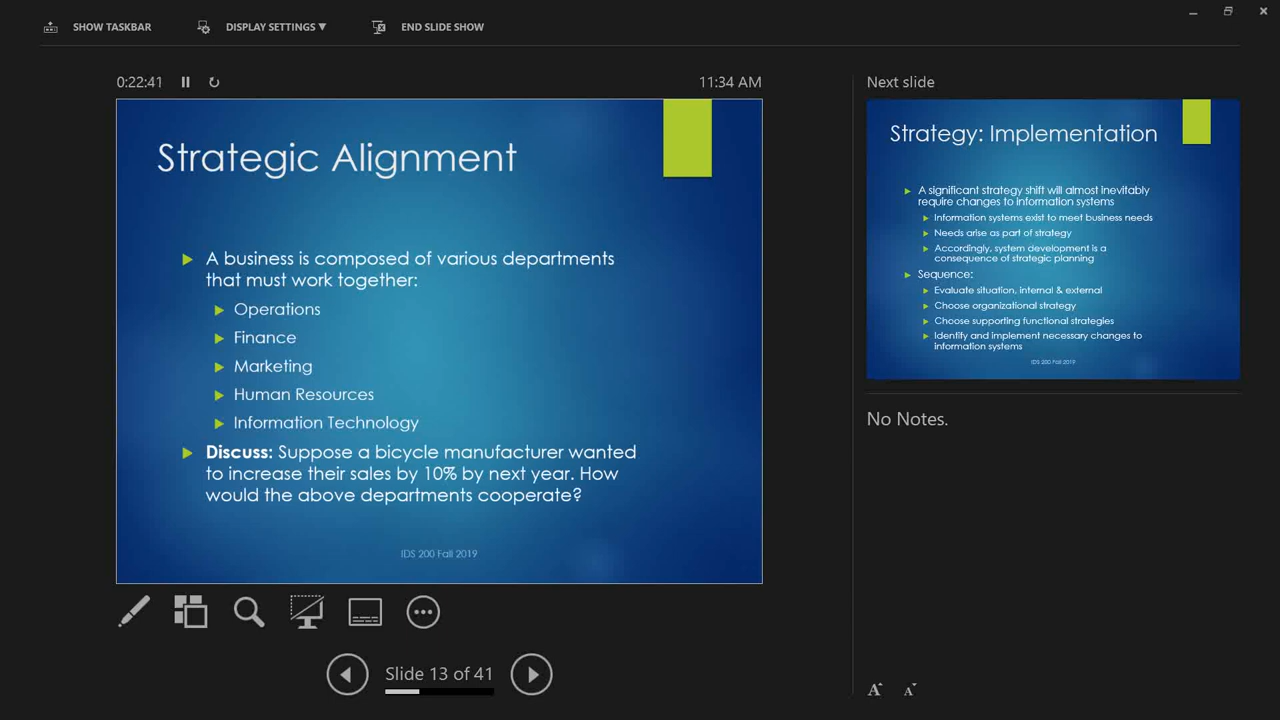 SHOW TASKBAR
DISPLAY SETTINGS ▼
END SLIDE SHOW
0:22:41
11:34 AM
Strategic Alignment
A business is composed of various departments
that must work together:
Operations
Finance
Marketing
Human Resources
Information Technology
Discuss: Suppose a bicycle manufacturer wanted
to increase their sales by 10% by next year. How
would the above departments cooperate?
IDS 200 Fall 2019
Slide 13 of 41
Next slide
Strategy: Implementation
A significant strategy shift will almost inevitably
require changes to information systems
Information systems exist to meet business needs
Needs arise as part of strategy
Accordingly, system development is a
consequence of strategic planning
Sequence:
Evaluate situation, internal & external
Choose organizational strategy
Choose supporting functional strategies
Identify and implement necessary changes to
information systems
IDS 200 Fall 2019
No Notes.
A A